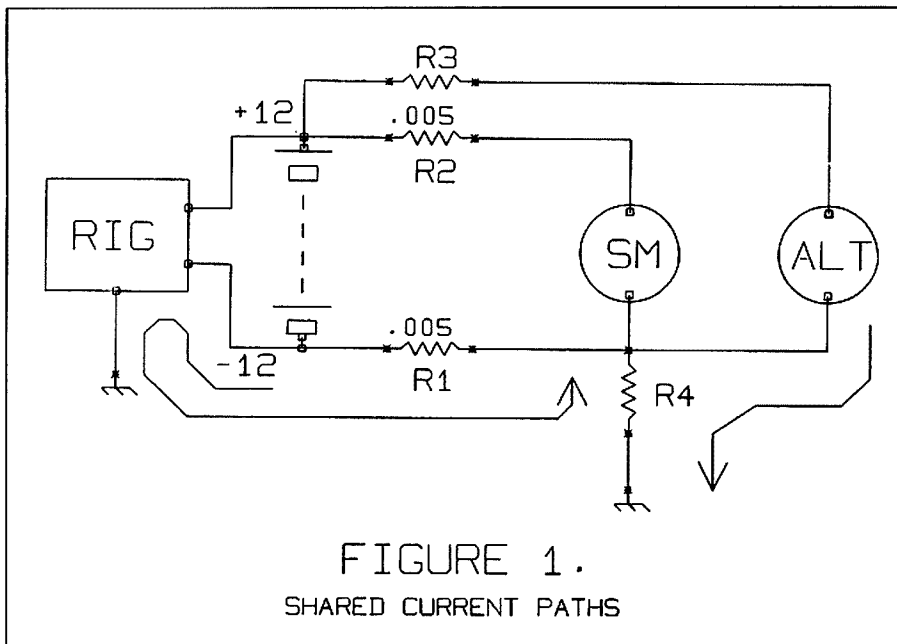 R3
+12
.005
R2
RIG
SM
ALT
.005
-12
R1
R4
FIGURE 1.
SHARED CURRENT PATHS